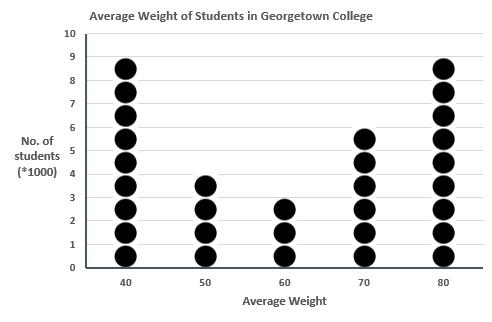 Average Weight of Students in Georgetown College
10
9
8
7
6
5
4
3
2
1
0
No. of
students
(*1000)
40 50 60 70 80
Average Weight